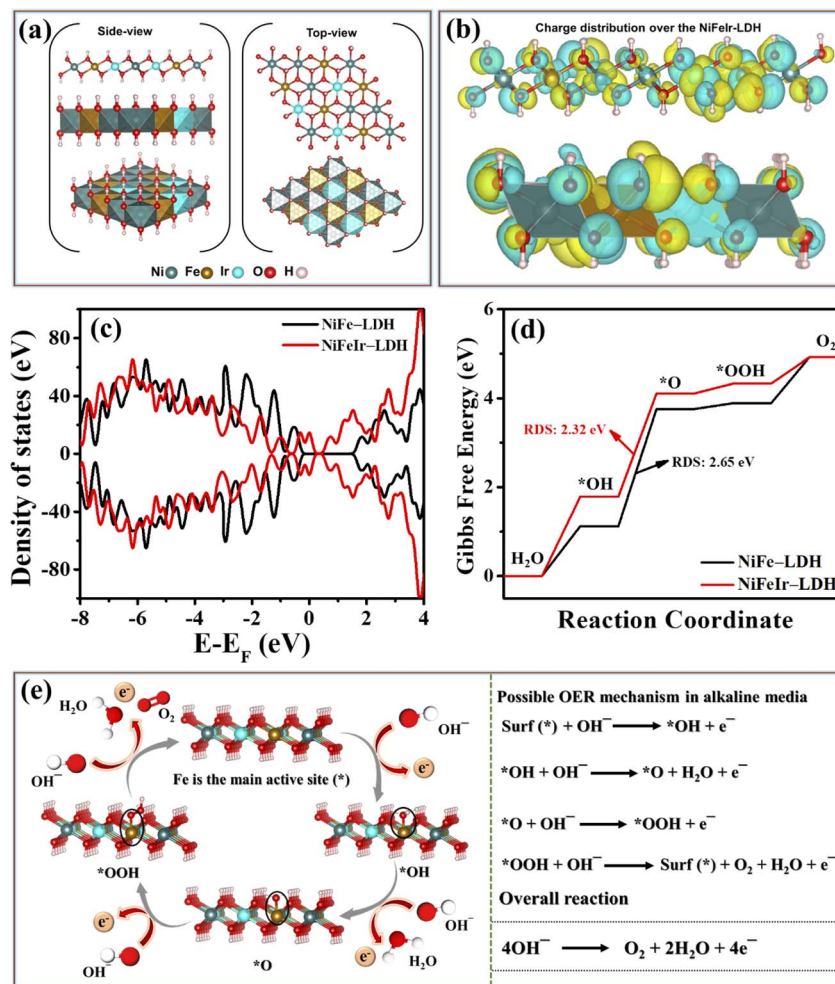 (a)
Side-view
Top-view
Ni Fe Ir O H
(b)
Charge distribution over the NiFeIr-LDH
(c)
NiFe–LDH
NiFeIr–LDH
Density of states (eV)
80
40
0
-40
-80
-8 -6 -4 -2 0 2 4
E-E_F (eV)
(d)
Gibbs Free Energy (eV)
6
4
2
0
H₂O
*OH
*O
*OOH
O₂
RDS: 2.32 eV
RDS: 2.65 eV
NiFe–LDH
NiFeIr–LDH
Reaction Coordinate
(e)
H₂O
e⁻
O₂
OH⁻
OH⁻
e⁻
Fe is the main active site (*)
*OOH
*OH
e⁻
OH⁻
*O
OH⁻
e⁻
H₂O
Possible OER mechanism in alkaline media
Surf (*) + OH⁻ → *OH + e⁻
*OH + OH⁻ → *O + H₂O + e⁻
*O + OH⁻ → *OOH + e⁻
*OOH + OH⁻ → Surf (*) + O₂ + H₂O + e⁻
Overall reaction
4OH⁻ → O₂ + 2H₂O + 4e⁻